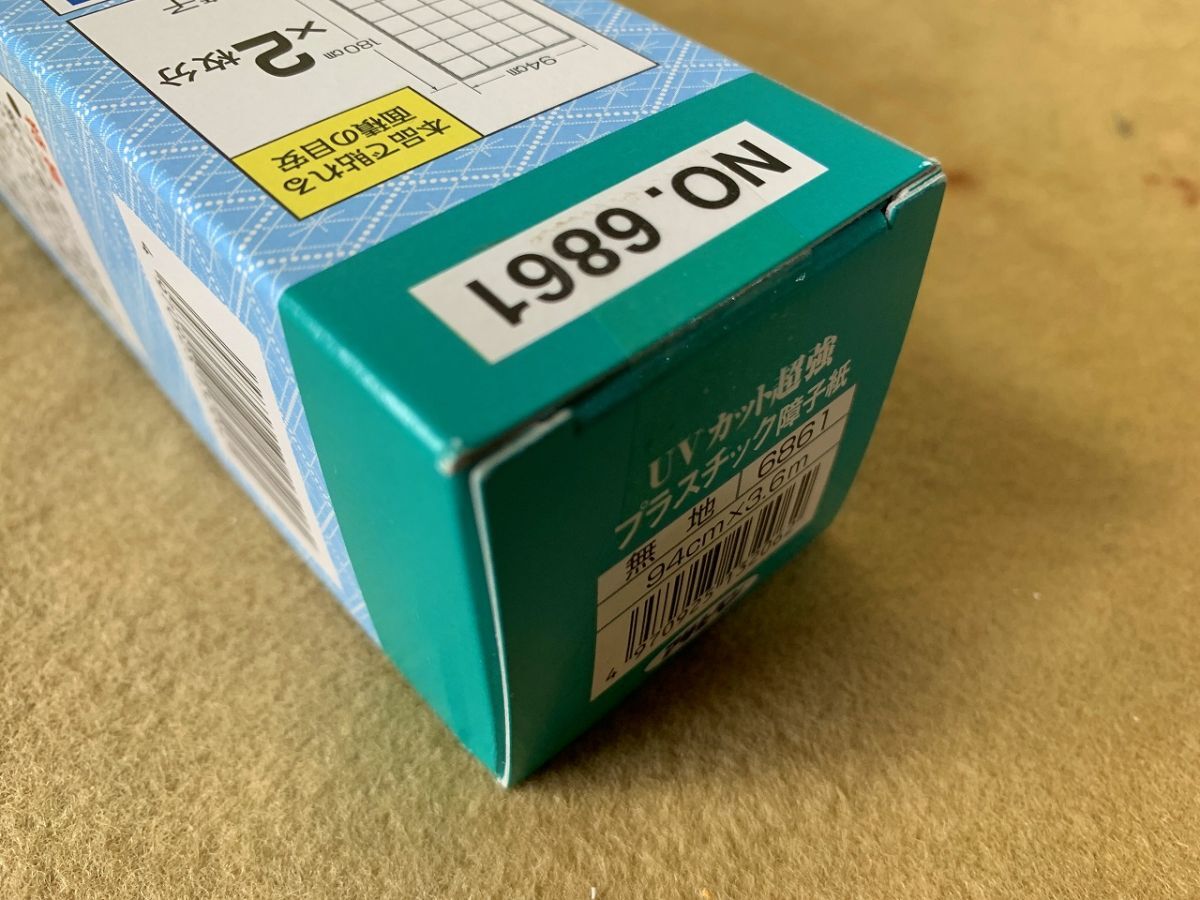 本品で貼れる
面積の目安
×2枚分
180cm
94cm
NO.6861
UVカット超強
プラスチック障子紙
無地 6861
94cm×3.6m